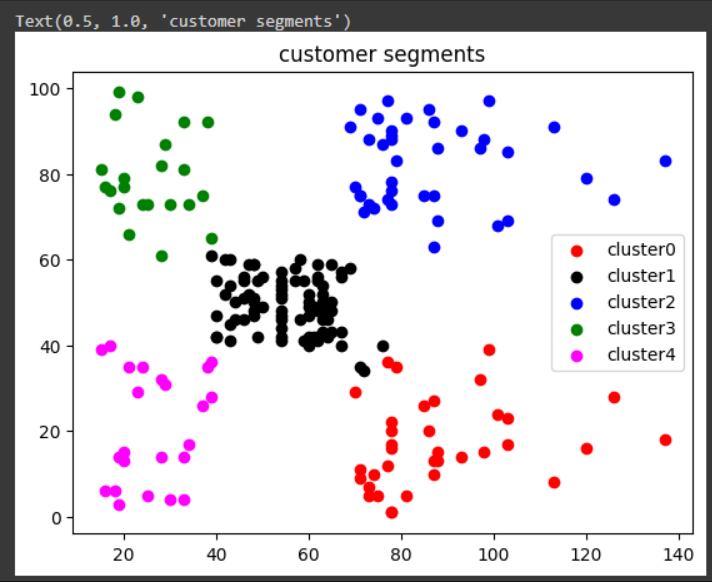 Text(0.5, 1.0, 'customer segments')
customer segments
100
80
60
40
20
0
cluster0
cluster1
cluster2
cluster3
cluster4
20 40 60 80 100 120 140